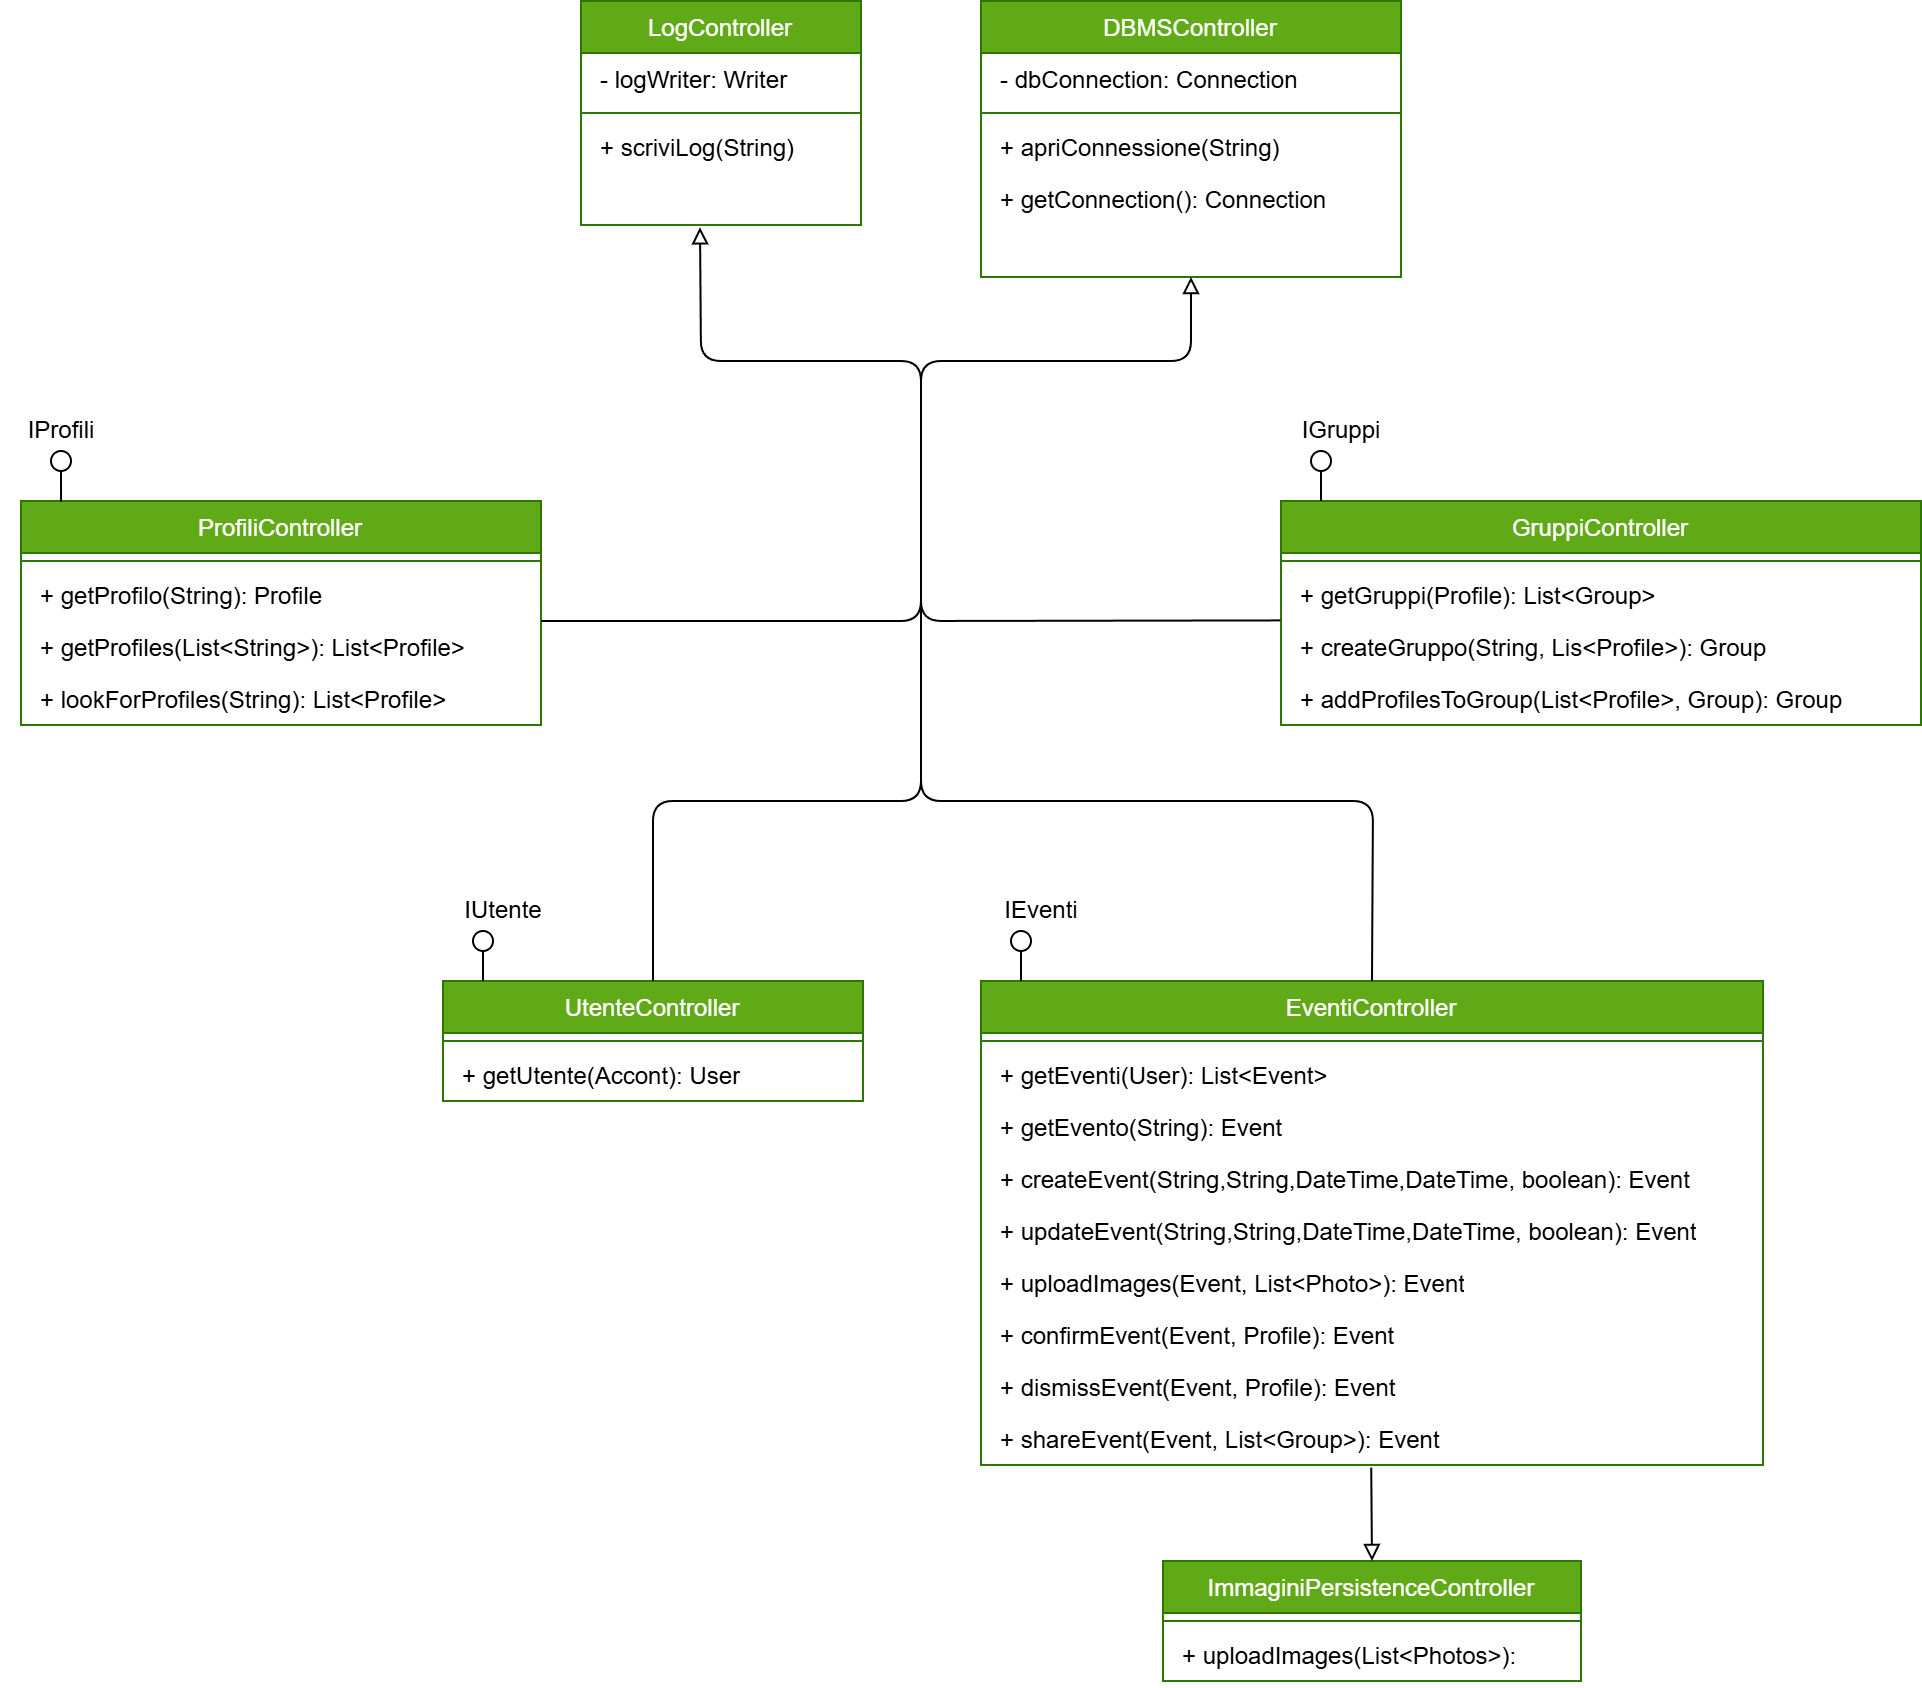 LogController
- logWriter: Writer
+ scriviLog(String)
DBMSController
- dbConnection: Connection
+ apriConnessione(String)
+ getConnection(): Connection
IProfili
ProfiliController
+ getProfilo(String): Profile
+ getProfiles(List<String>): List<Profile>
+ lookForProfiles(String): List<Profile>
IGruppi
GruppiController
+ getGruppi(Profile): List<Group>
+ createGruppo(String, Lis<Profile>): Group
+ addProfilesToGroup(List<Profile>, Group): Group
IUtente
UtenteController
+ getUtente(Accont): User
IEventi
EventiController
+ getEventi(User): List<Event>
+ getEvento(String): Event
+ createEvent(String,String,DateTime,DateTime, boolean): Event
+ updateEvent(String,String,DateTime,DateTime, boolean): Event
+ uploadImages(Event, List<Photo>): Event
+ confirmEvent(Event, Profile): Event
+ dismissEvent(Event, Profile): Event
+ shareEvent(Event, List<Group>): Event
ImmaginiPersistenceController
+ uploadImages(List<Photos>):